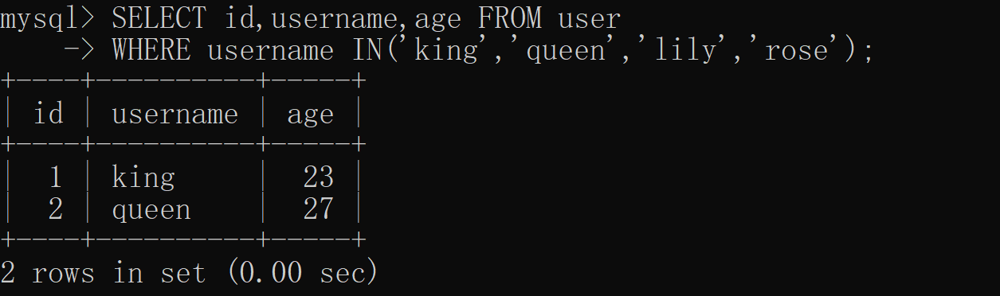 mysql> SELECT id,username,age FROM user
    -> WHERE username IN('king','queen','lily','rose');
+----+----------+-----+
| id | username | age |
+----+----------+-----+
|  1 | king     |  23 |
|  2 | queen    |  27 |
+----+----------+-----+
2 rows in set (0.00 sec)